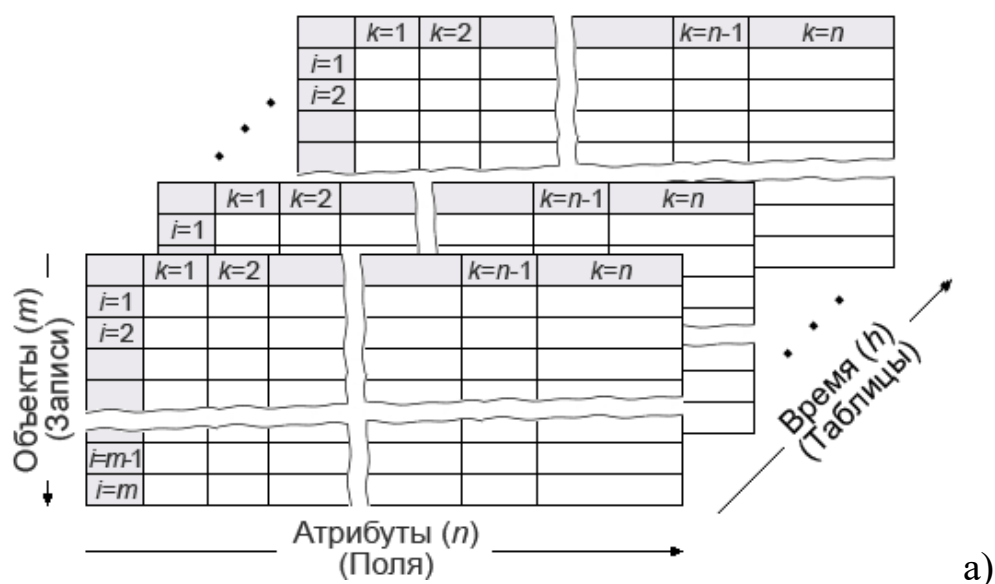 k=1 k=2 k=n-1 k=n
i=1
i=2
k=1 k=2 k=n-1 k=n
i=1
k=1 k=2 k=n-1 k=n
i=1
i=2
i=m-1
i=m
Объекты (m)
(Записи)
Атрибуты (n)
(Поля)
Время (h)
(Таблицы)
а)